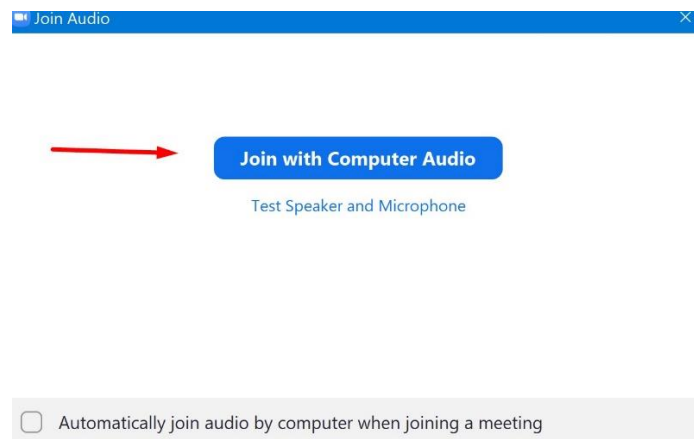 Join Audio
Join with Computer Audio
Test Speaker and Microphone
Automatically join audio by computer when joining a meeting